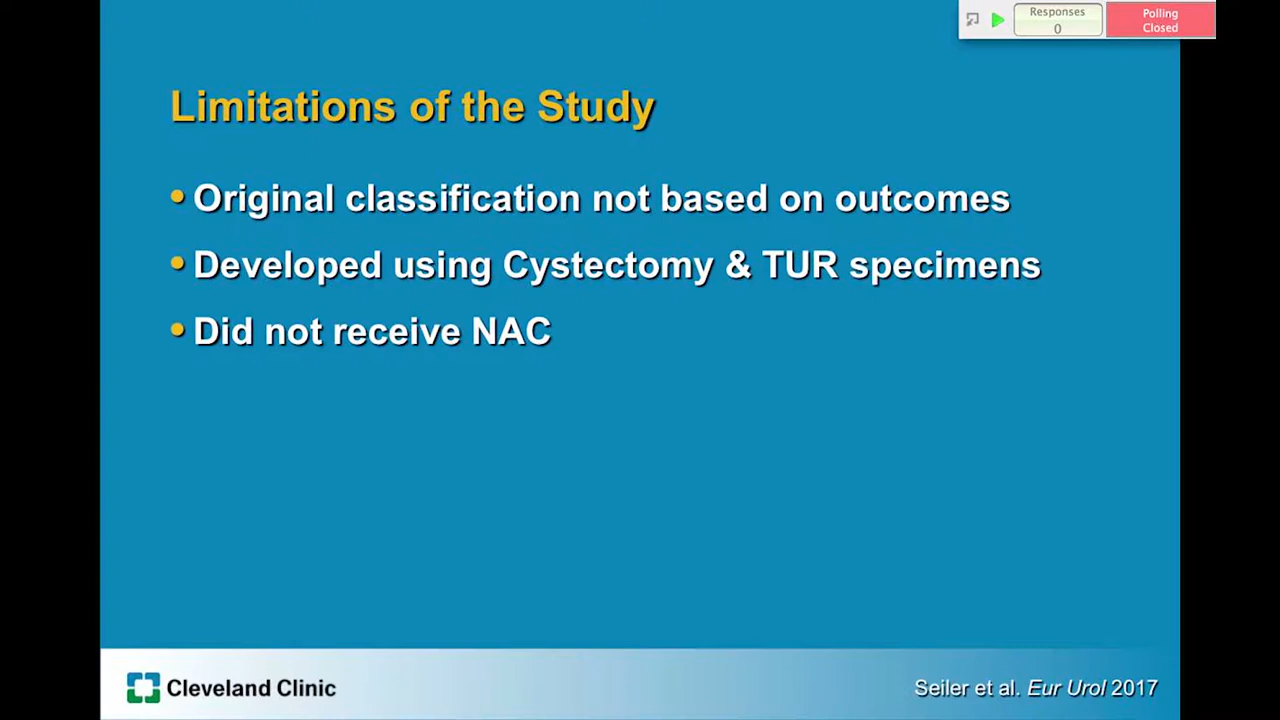 Responses
0
Polling
Closed
Limitations of the Study
• Original classification not based on outcomes
• Developed using Cystectomy & TUR specimens
• Did not receive NAC
Cleveland Clinic
Seiler et al. Eur Urol 2017